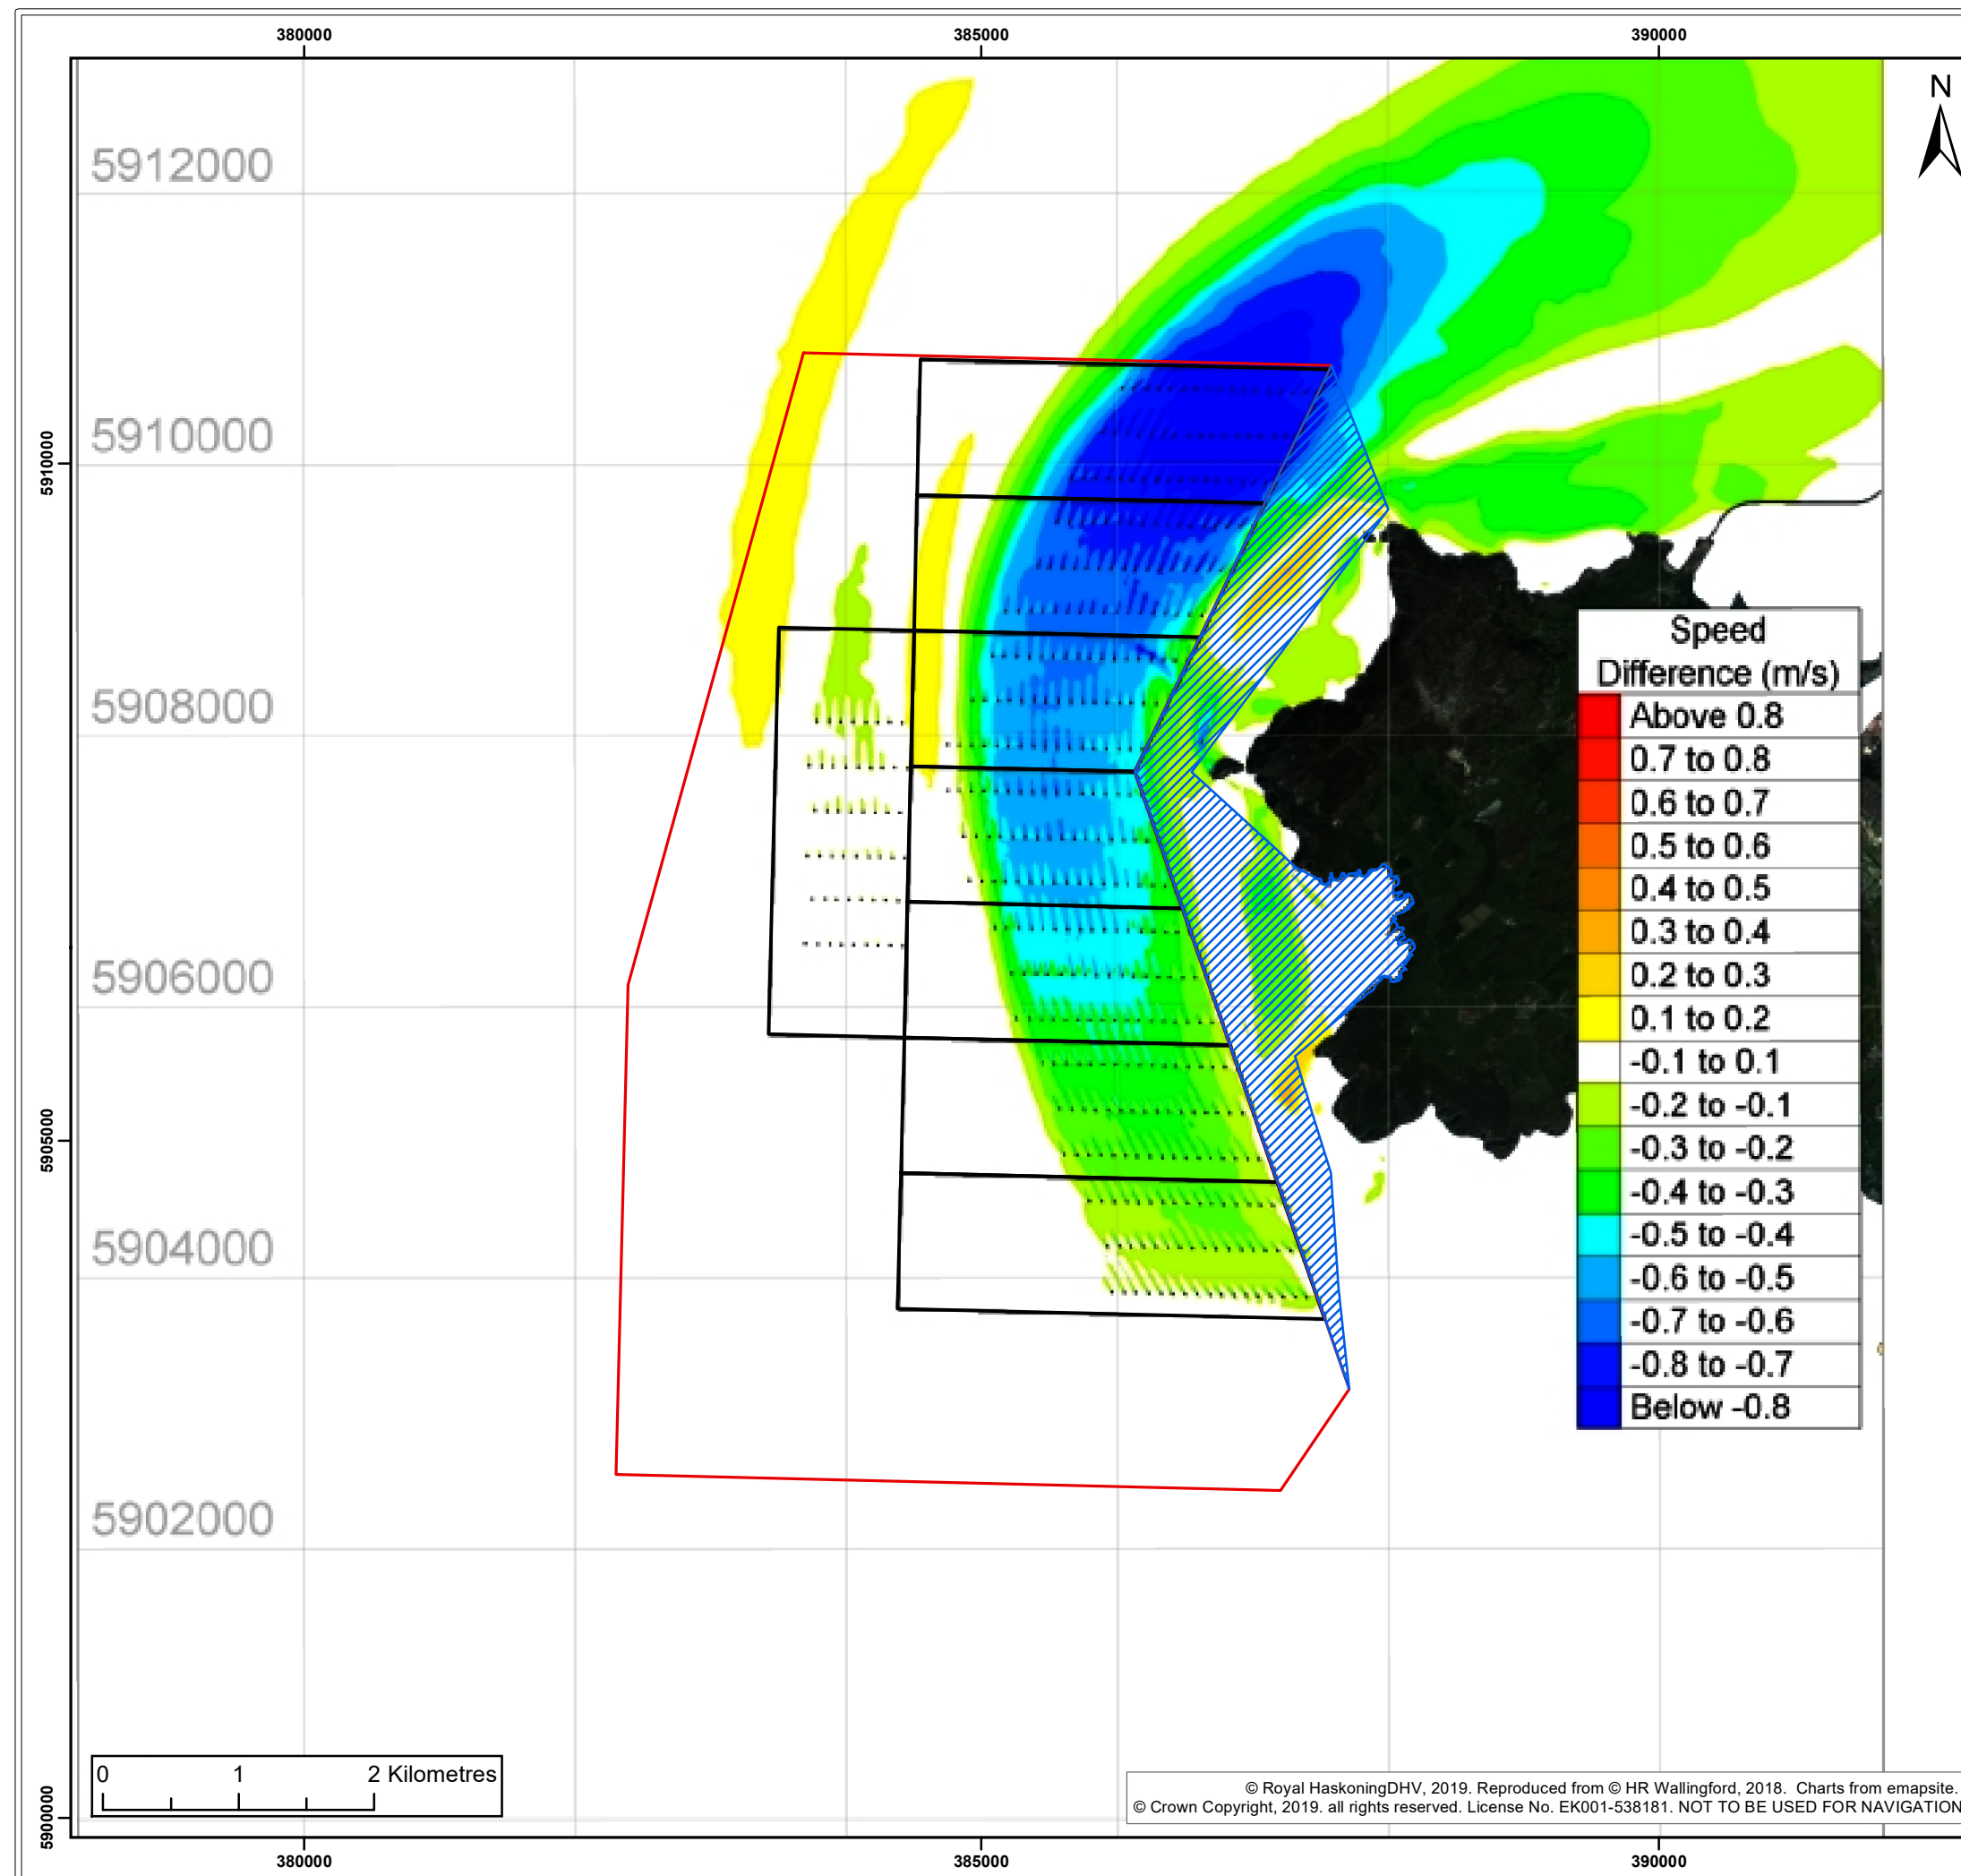 380000
385000
390000
N
5912000
5910000
5910000
5908000
5906000
5905000
5904000
5902000
5900000
Speed
Difference (m/s)
Above 0.8
0.7 to 0.8
0.6 to 0.7
0.5 to 0.6
0.4 to 0.5
0.3 to 0.4
0.2 to 0.3
0.1 to 0.2
-0.1 to 0.1
-0.2 to -0.1
-0.3 to -0.2
-0.4 to -0.3
-0.5 to -0.4
-0.6 to -0.5
-0.7 to -0.6
-0.8 to -0.7
Below -0.8
0 1 2 Kilometres
© Royal HaskoningDHV, 2019. Reproduced from © HR Wallingford, 2018. Charts from emapsite.
© Crown Copyright, 2019. all rights reserved. License No. EK001-538181. NOT TO BE USED FOR NAVIGATION
380000
385000
390000